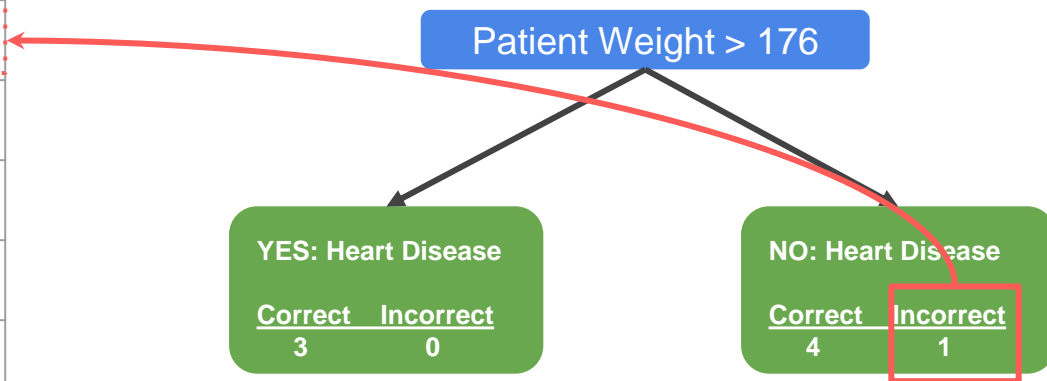 Patient Weight > 176
YES: Heart Disease
NO: Heart Disease
Correct Incorrect
Correct Incorrect
3 0
4 1